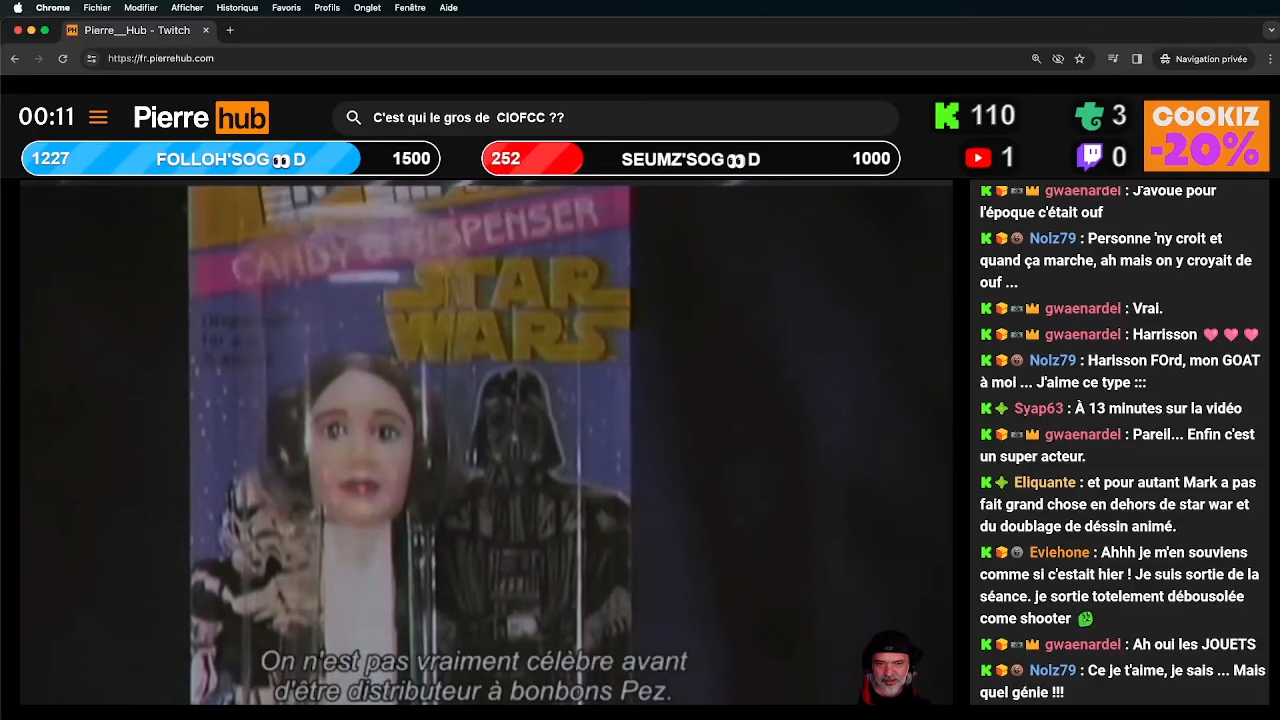 Chrome Fichier Modifier Afficher Historique Favoris Profils Onglet Fenêtre Aide
PH Pierre__Hub - Twitch
https://fr.pierrehub.com
Navigation privée
00:11
Pierre hub
C'est qui le gros de CIOFCC ??
110
3
COOKIZ
-20%
1227 FOLLOH'SOG👀D 1500
252 SEUMZ'SOG👀D 1000
1
0
CANDY & DISPENSER
STAR
WARS
On n'est pas vraiment célèbre avant
d'être distributeur à bonbons Pez.
gwaenardel : J'avoue pour
l'époque c'était ouf
Nolz79 : Personne 'ny croit et
quand ça marche, ah mais on y croyait de
ouf ...
gwaenardel : Vrai.
gwaenardel : Harrisson 🩷 🩷 🩷
Nolz79 : Harisson FOrd, mon GOAT
à moi ... J'aime ce type :::
Syap63 : À 13 minutes sur la vidéo
gwaenardel : Pareil... Enfin c'est
un super acteur.
Eliquante : et pour autant Mark a pas
fait grand chose en dehors de star war et
du doublage de déssin animé.
Eviehone : Ahhh je m'en souviens
comme si c'estait hier ! Je suis sortie de la
séance. je sortie totelement débousolée
come shooter
gwaenardel : Ah oui les JOUETS
Nolz79 : Ce je t'aime, je sais ... Mais
quel génie !!!